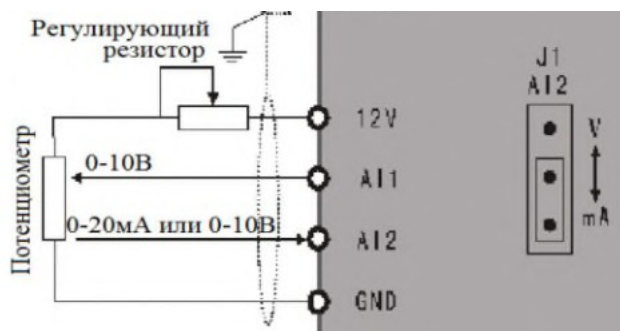 Регулирующий
резистор
Потенциометр
0-10В
0-20мА или 0-10В
12V
AI1
AI2
GND
J1
AI2
V
mA